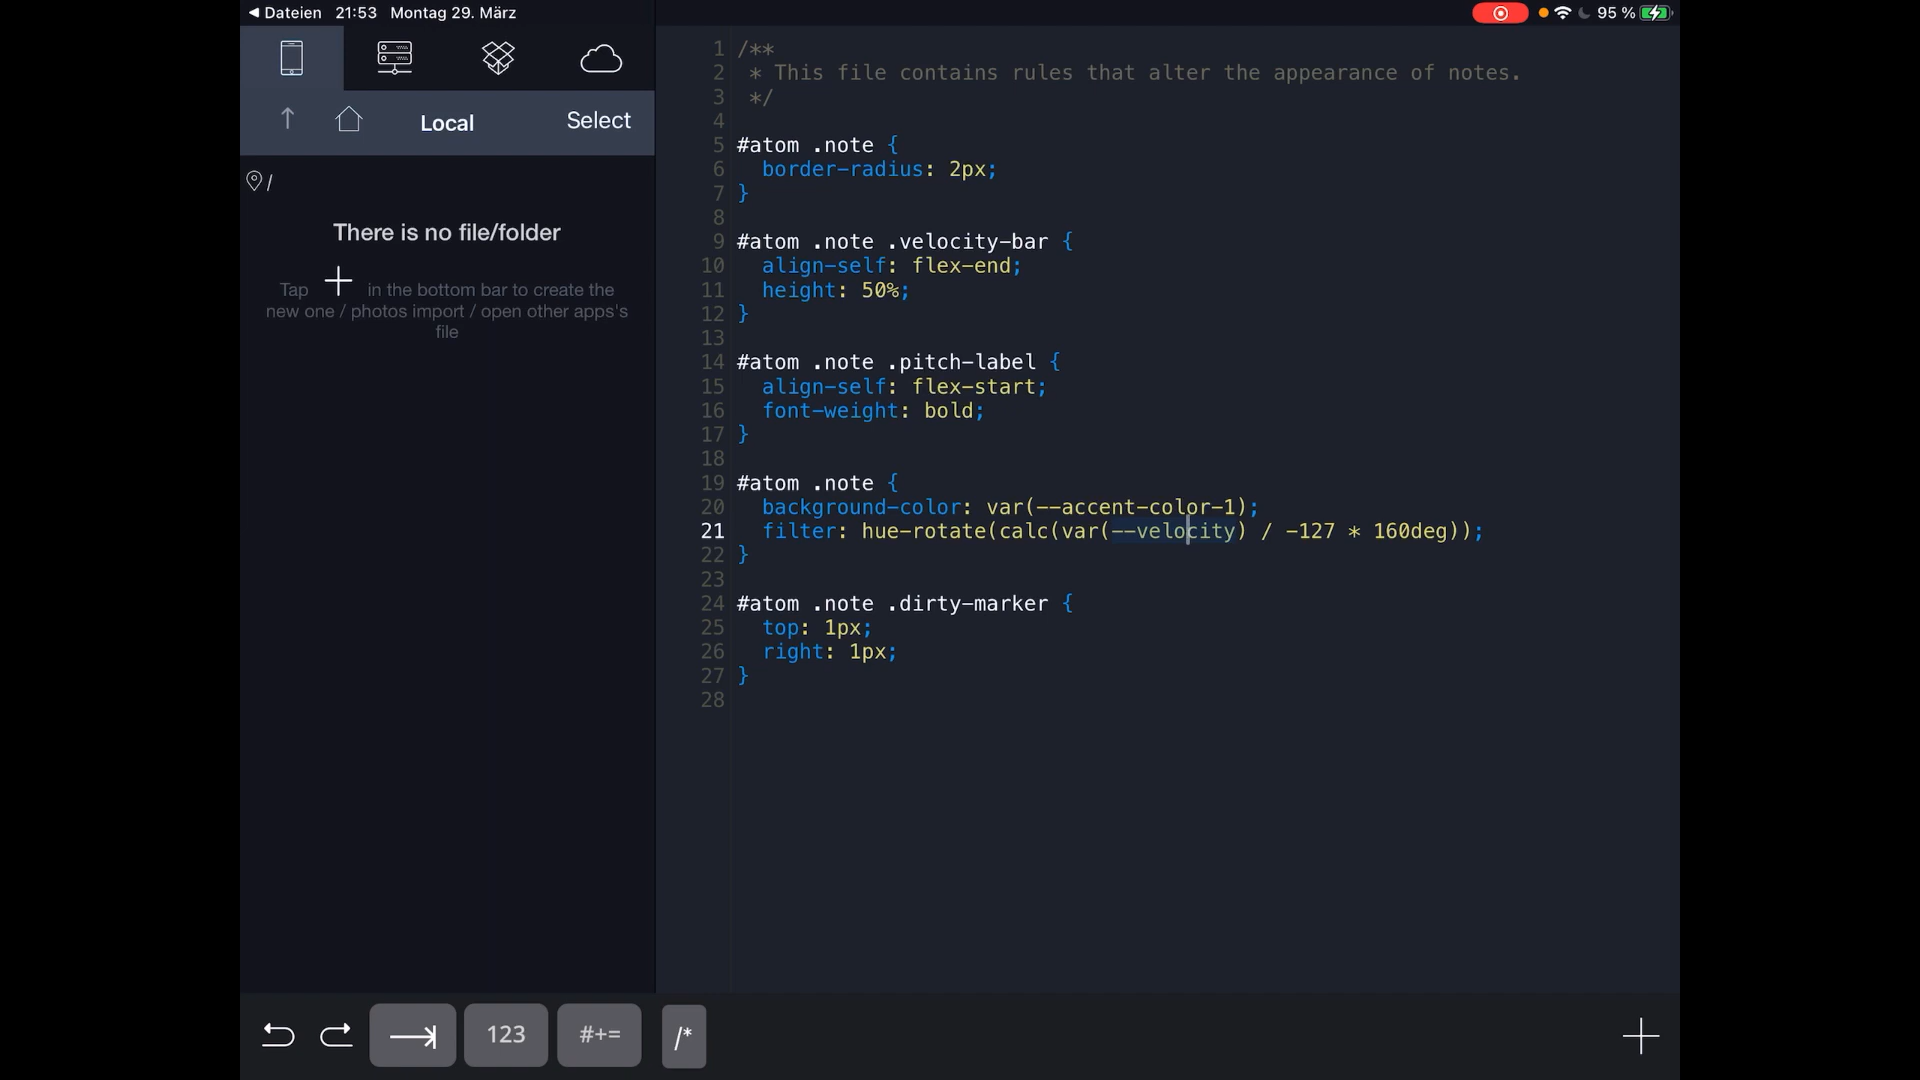 ◀ Dateien 21:53 Montag 29. März 95 %
Local
Select
/
There is no file/folder
Tap + in the bottom bar to create the
new one / photos import / open other apps's
file
1 /**
2  * This file contains rules that alter the appearance of notes.
3  */
4
5 #atom .note {
6   border-radius: 2px;
7 }
8
9 #atom .note .velocity-bar {
10   align-self: flex-end;
11   height: 50%;
12 }
13
14 #atom .note .pitch-label {
15   align-self: flex-start;
16   font-weight: bold;
17 }
18
19 #atom .note {
20   background-color: var(--accent-color-1);
21   filter: hue-rotate(calc(var(--velocity) / -127 * 160deg));
22 }
23
24 #atom .note .dirty-marker {
25   top: 1px;
26   right: 1px;
27 }
28
123 #+= /*